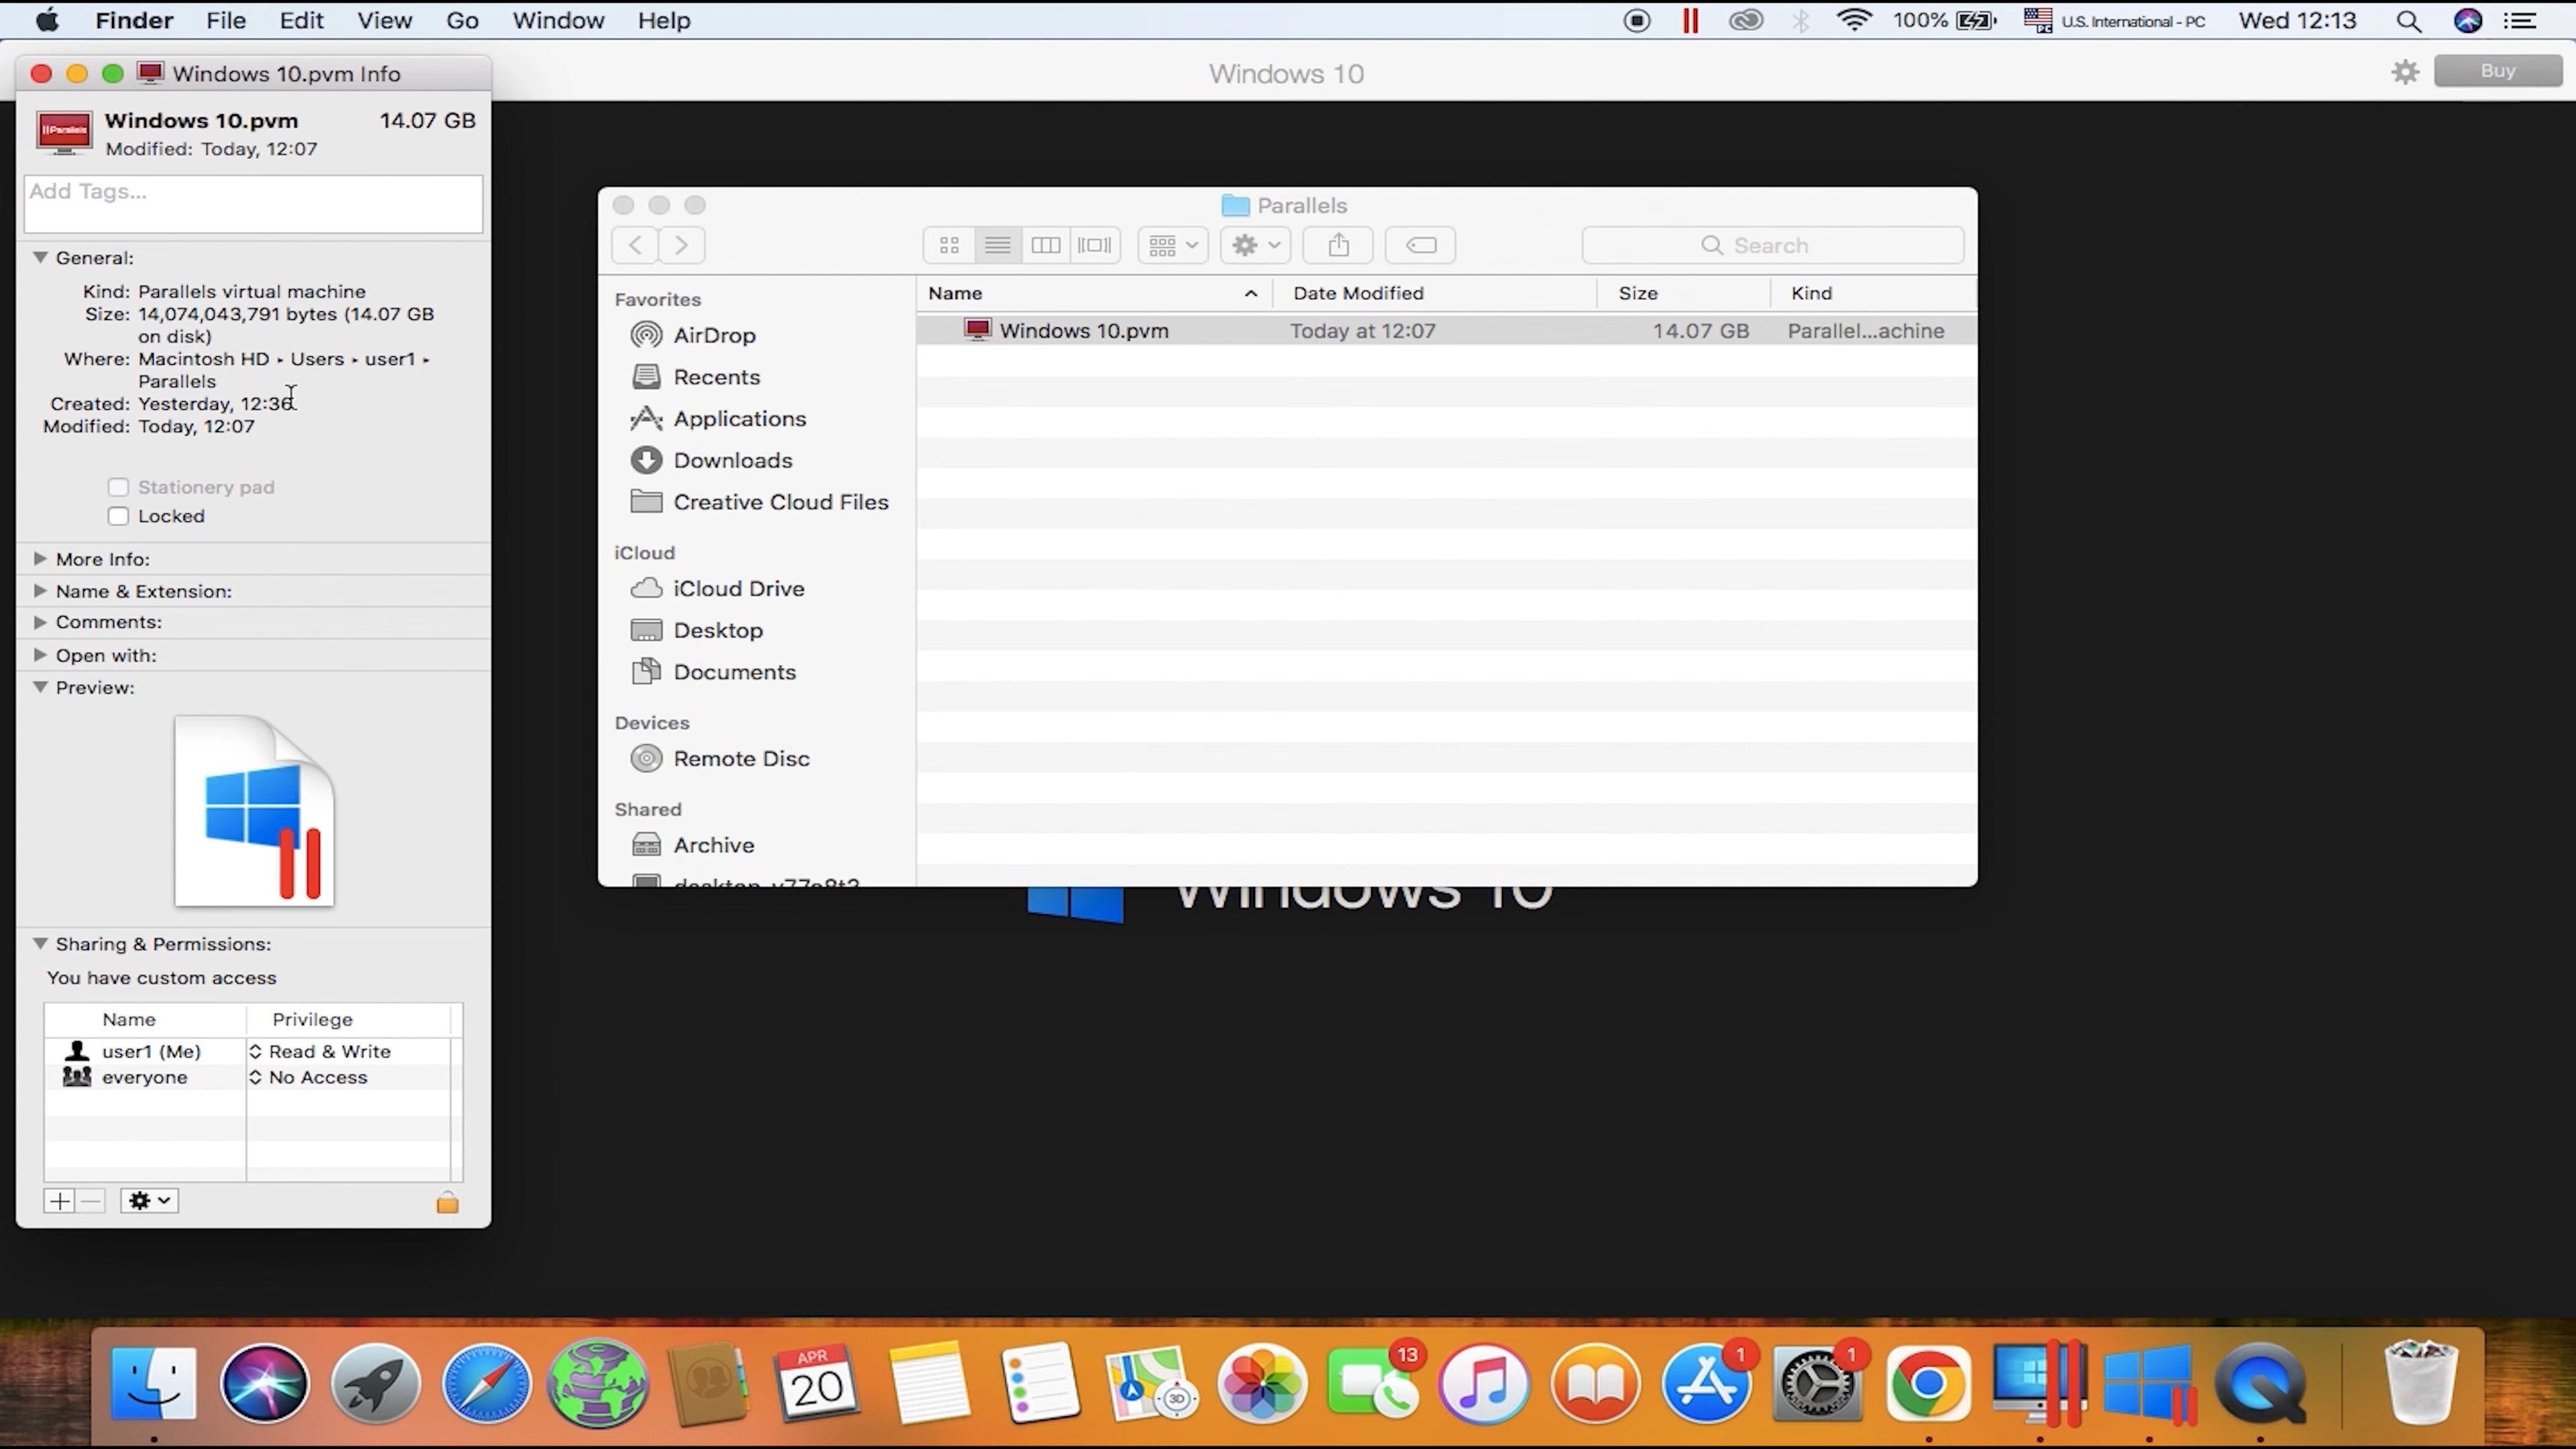 Finder File Edit View Go Window Help 100% U.S. International - PC Wed 12:13
Windows 10 Buy
Windows 10.pvm Info
Windows 10.pvm 14.07 GB
Modified: Today, 12:07
Add Tags...
General:
Kind: Parallels virtual machine
Size: 14,074,043,791 bytes (14.07 GB
on disk)
Where: Macintosh HD ▸ Users ▸ user1 ▸
Parallels
Created: Yesterday, 12:36
Modified: Today, 12:07
Stationery pad
Locked
More Info:
Name & Extension:
Comments:
Open with:
Preview:
Sharing & Permissions:
You have custom access
Name Privilege
user1 (Me) Read & Write
everyone No Access
Parallels
Search
Favorites
AirDrop
Recents
Applications
Downloads
Creative Cloud Files
iCloud
iCloud Drive
Desktop
Documents
Devices
Remote Disc
Shared
Archive
Name Date Modified Size Kind
Windows 10.pvm Today at 12:07 14.07 GB Parallel...achine
Windows 10
APR
20
3D
13
1
1